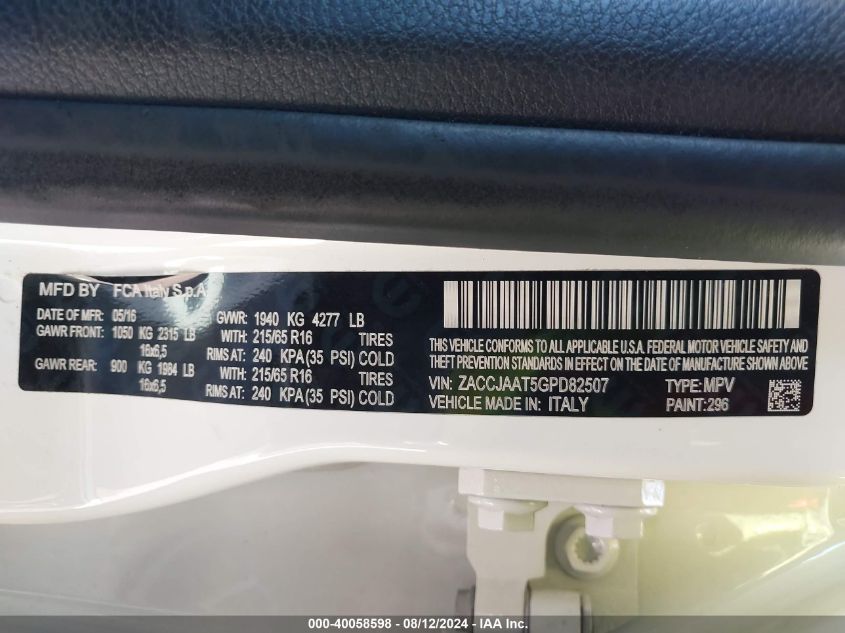 MFD BY FCA Italy S.p.A
DATE OF MFR: 05/16 GVWR: 1940 KG 4277 LB
GAWR FRONT: 1050 KG 2315 LB WITH: 215/65 R16 TIRES
16x6,5 RIMS AT: 240 KPA (35 PSI) COLD
GAWR REAR: 900 KG 1984 LB WITH: 215/65 R16 TIRES
16x6,5 RIMS AT: 240 KPA (35 PSI) COLD
THIS VEHICLE CONFORMS TO ALL APPLICABLE U.S.A. FEDERAL MOTOR VEHICLE SAFETY AND
THEFT PREVENTION STANDARDS IN EFFECT ON THE DATE OF MANUFACTURE SHOWN ABOVE
VIN: ZACCJAAT5GPD82507 TYPE: MPV
VEHICLE MADE IN: ITALY PAINT: 296
000-40058598 - 08/12/2024 - IAA Inc.